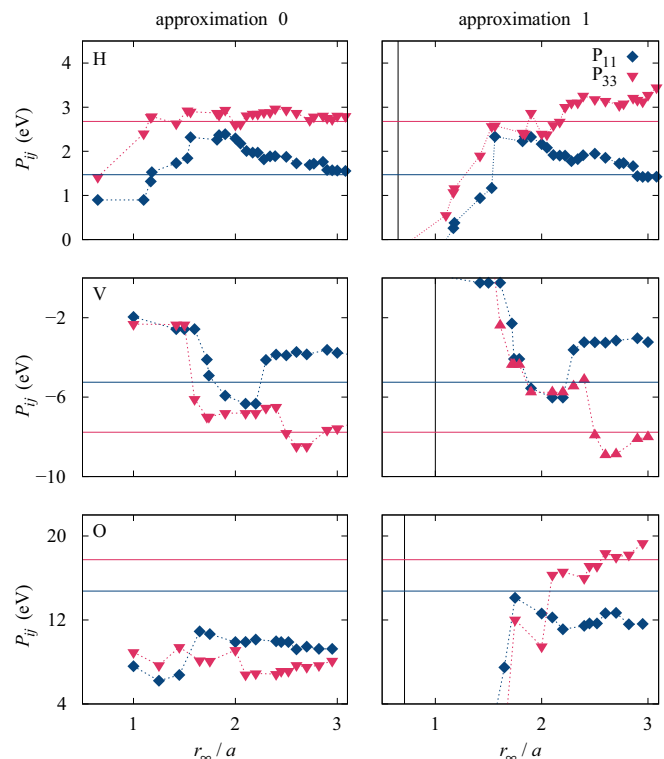 approximation 0
approximation 1
H
P₁₁
P₃₃
Pᵢⱼ (eV)
4
3
2
1
0
V
Pᵢⱼ (eV)
−2
−6
−10
O
Pᵢⱼ (eV)
20
12
4
1 2 3
1 2 3
r∞ / a
r∞ / a